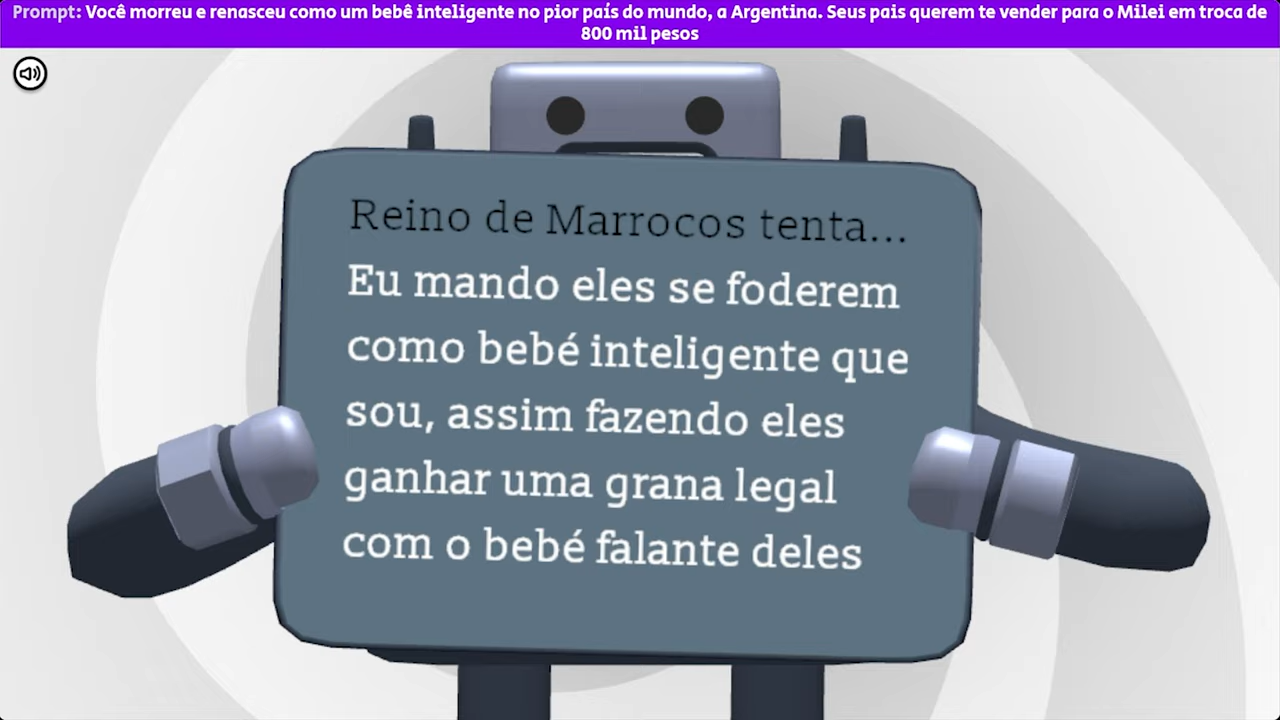 Prompt: Você morreu e renasceu como um bebê inteligente no pior país do mundo, a Argentina. Seus pais querem te vender para o Milei em troca de
800 mil pesos
Reino de Marrocos tenta...
Eu mando eles se foderem
como bebé inteligente que
sou, assim fazendo eles
ganhar uma grana legal
com o bebé falante deles